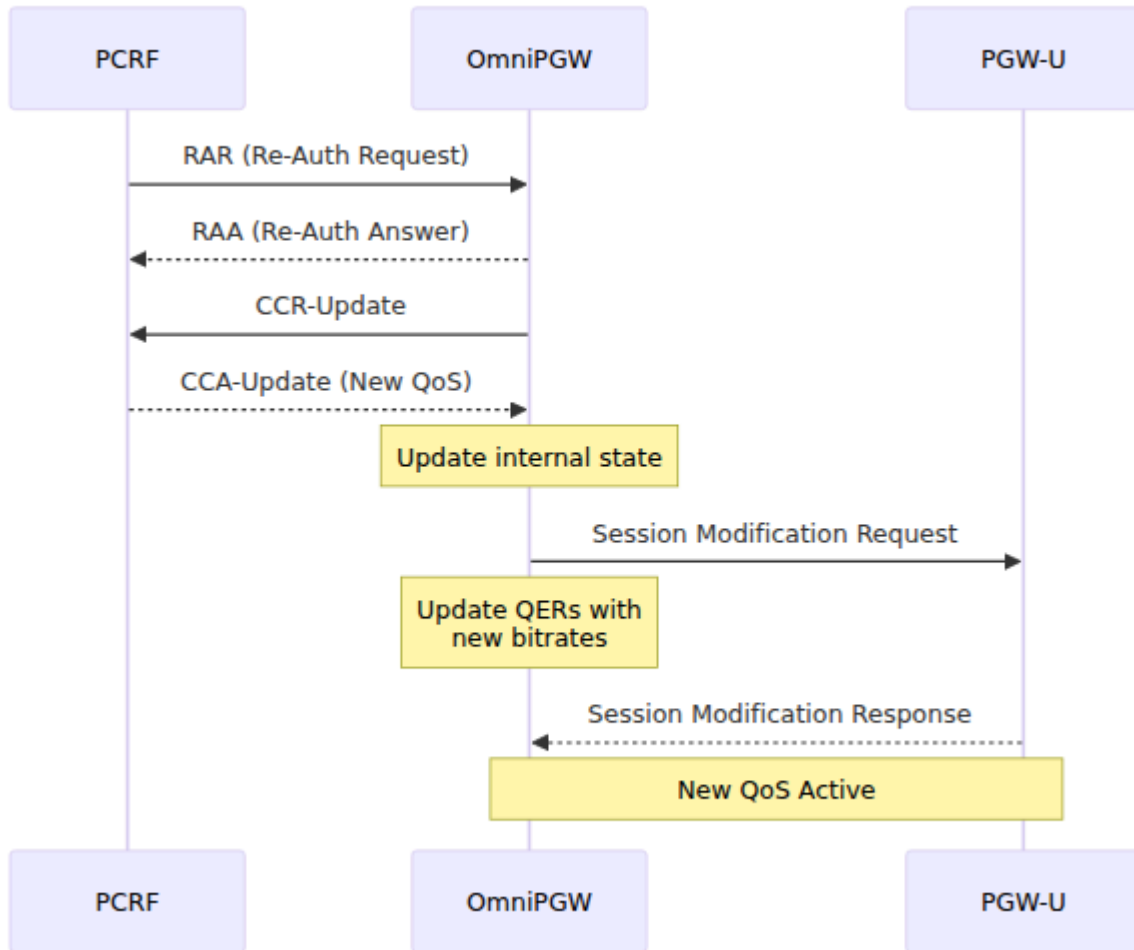 PCRF
OmniPGW
PGW-U
RAR (Re-Auth Request)
RAA (Re-Auth Answer)
CCR-Update
CCA-Update (New QoS)
Update internal state
Session Modification Request
Update QERs with
new bitrates
Session Modification Response
New QoS Active
PCRF
OmniPGW
PGW-U